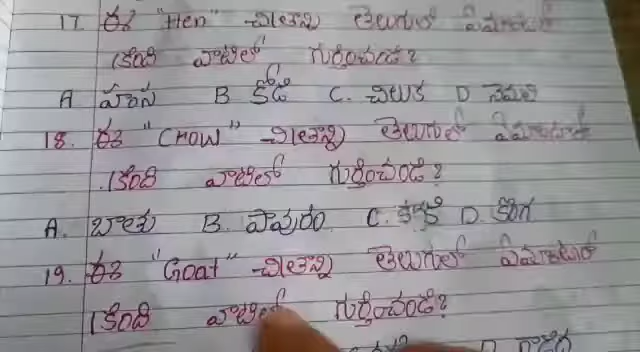 17. ఈ "Hen" చిత్రాన్ని తెలుగులో ఏమంటారో
క్రింది వాటిలో గుర్తించండి?
A హంస B కోడి C. చిలుక D నెమలి
18. ఈ "CROW" చిత్రాన్ని తెలుగులో ఏమంటారో
క్రింది వాటిలో గుర్తించండి?
A. బాతు B. పావురం C. కాకి D. కొంగ
19. ఈ "Goat" చిత్రాన్ని తెలుగులో ఏమంటారో
క్రింది వాటిలో గుర్తించండి?
D.